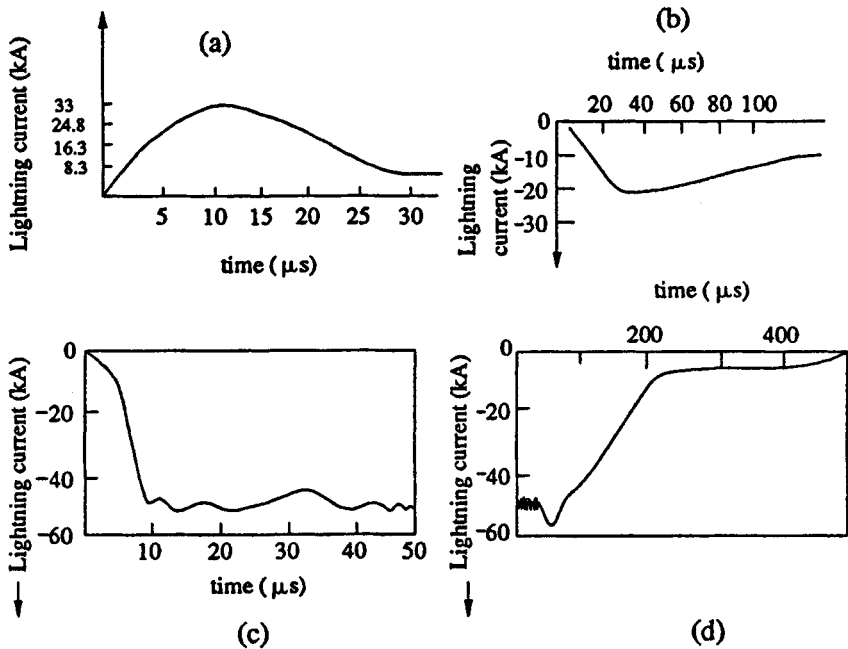 (a)
Lightning current (kA)
33
24.8
16.3
8.3
5 10 15 20 25 30
time ( μs)
(b)
time ( μs)
20 40 60 80 100
0
-10
-20
-30
Lightning
current (kA)
0
-20
-40
-60
Lightning current (kA)
10 20 30 40 50
time ( μs)
(c)
time ( μs)
200 400
0
-20
-40
-60
Lightning current (kA)
(d)